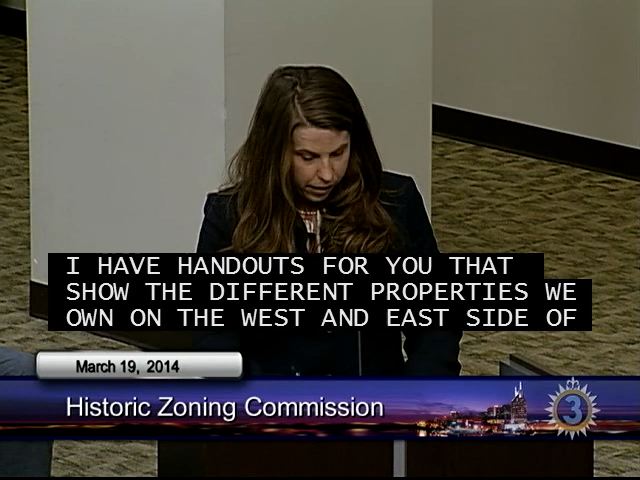 I HAVE HANDOUTS FOR YOU THAT
SHOW THE DIFFERENT PROPERTIES WE
OWN ON THE WEST AND EAST SIDE OF
March 19, 2014
Historic Zoning Commission
3